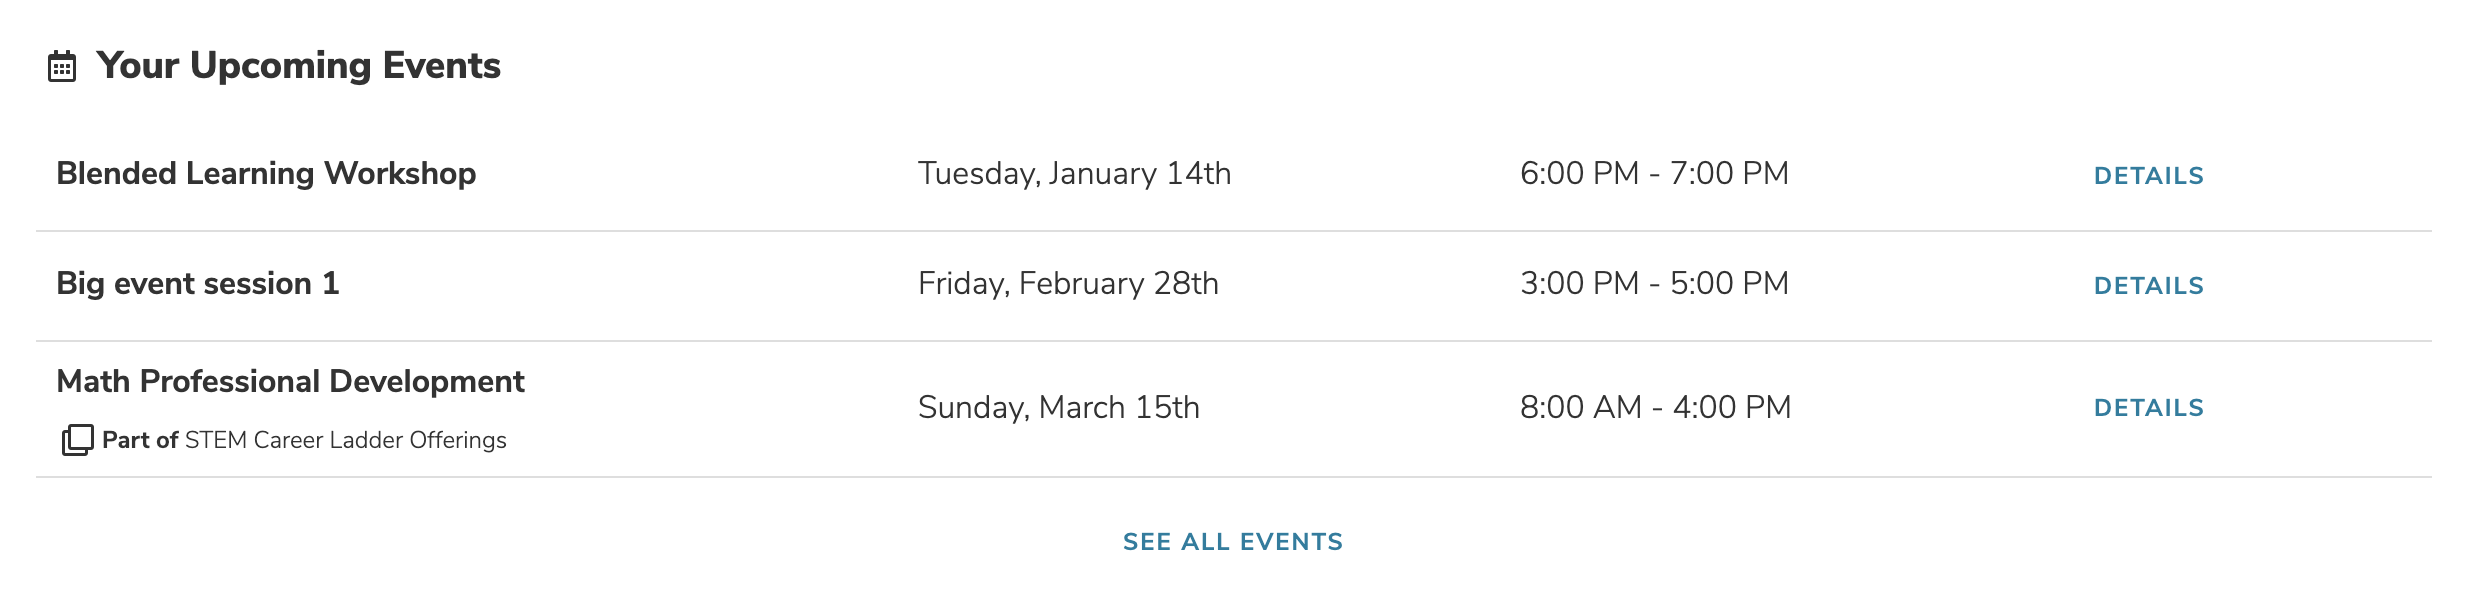 Your Upcoming Events
Blended Learning Workshop Tuesday, January 14th 6:00 PM - 7:00 PM DETAILS
Big event session 1 Friday, February 28th 3:00 PM - 5:00 PM DETAILS
Math Professional Development Sunday, March 15th 8:00 AM - 4:00 PM DETAILS
Part of STEM Career Ladder Offerings
SEE ALL EVENTS